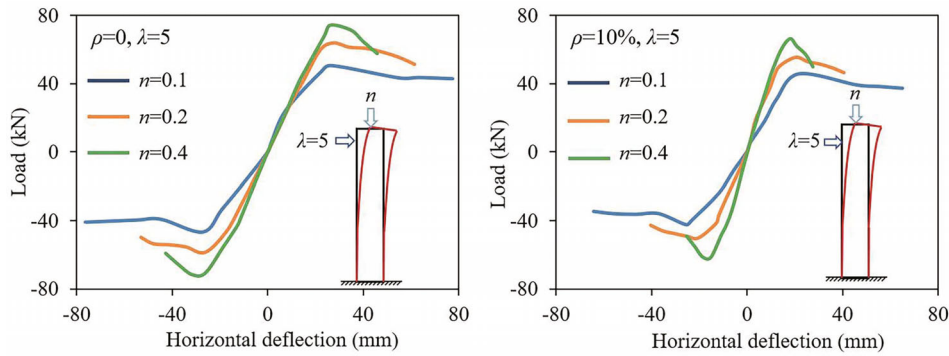 80
ρ=0, λ=5
n=0.1
n=0.2
n=0.4
40
0
-40
-80
Load (kN)
n
λ=5
-80
-40
0
40
80
Horizontal deflection (mm)
80
ρ=10%, λ=5
n=0.1
n=0.2
n=0.4
40
0
-40
-80
Load (kN)
n
λ=5
-80
-40
0
40
80
Horizontal deflection (mm)